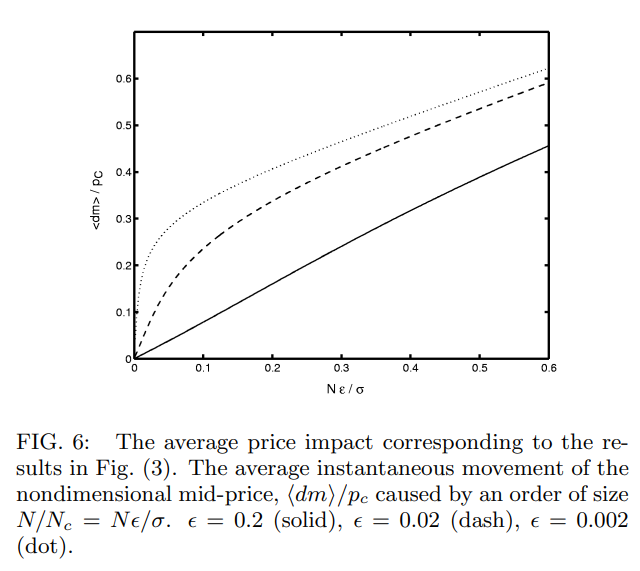 0.6
0.5
0.4
0.3
0.2
0.1
0
<dm> / pC
0 0.1 0.2 0.3 0.4 0.5 0.6
N ε / σ
FIG. 6: The average price impact corresponding to the re-
sults in Fig. (3). The average instantaneous movement of the
nondimensional mid-price, ⟨dm⟩/pc caused by an order of size
N/Nc = Nϵ/σ. ϵ = 0.2 (solid), ϵ = 0.02 (dash), ϵ = 0.002
(dot).